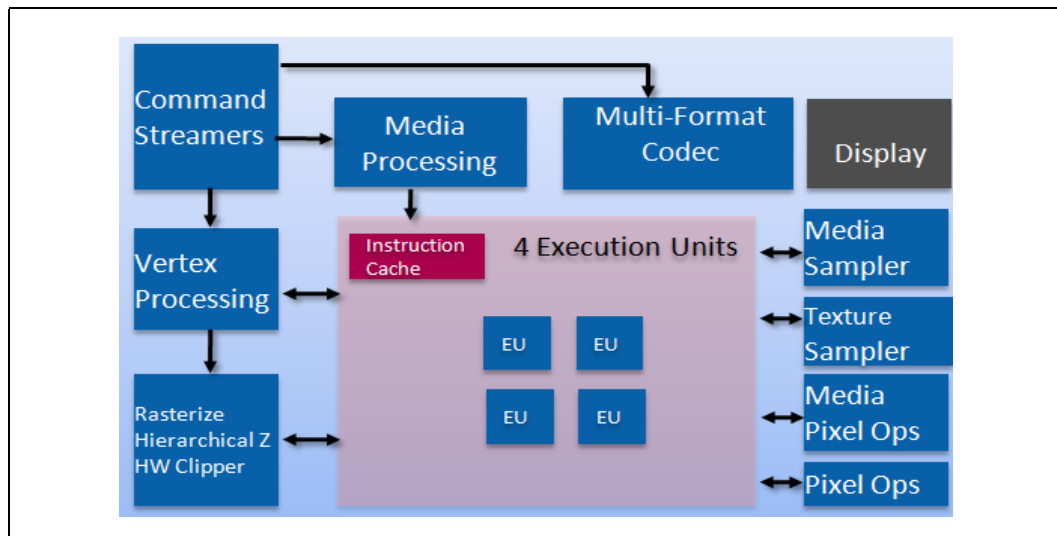 Command
Streamers
Media
Processing
Multi-Format
Codec
Display
Vertex
Processing
Instruction
Cache
4 Execution Units
EU
EU
EU
EU
Media
Sampler
Texture
Sampler
Rasterize
Hierarchical Z
HW Clipper
Media
Pixel Ops
Pixel Ops